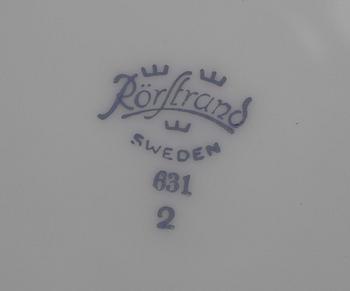 Rörstrand
SWEDEN
631
2